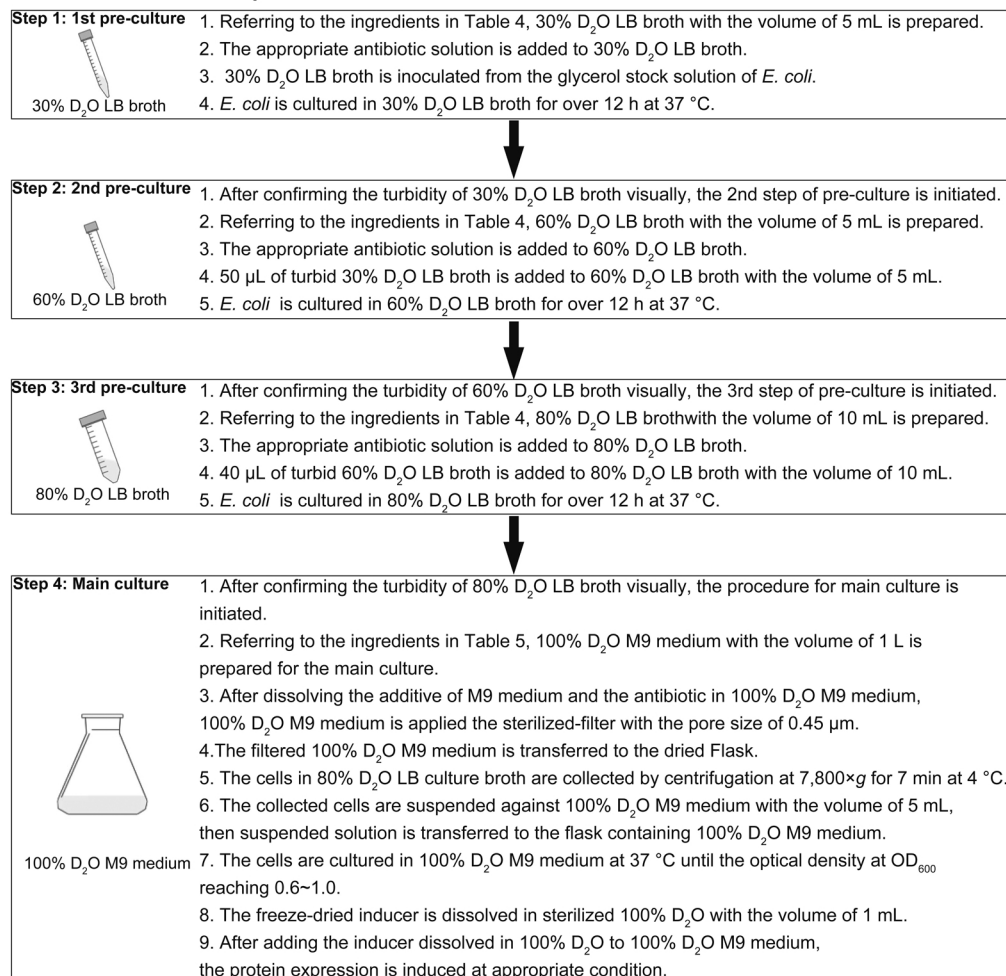 Step 1: 1st pre-culture
1. Referring to the ingredients in Table 4, 30% D₂O LB broth with the volume of 5 mL is prepared.
2. The appropriate antibiotic solution is added to 30% D₂O LB broth.
3. 30% D₂O LB broth is inoculated from the glycerol stock solution of E. coli.
4. E. coli is cultured in 30% D₂O LB broth for over 12 h at 37 °C.
30% D₂O LB broth
Step 2: 2nd pre-culture
1. After confirming the turbidity of 30% D₂O LB broth visually, the 2nd step of pre-culture is initiated.
2. Referring to the ingredients in Table 4, 60% D₂O LB broth with the volume of 5 mL is prepared.
3. The appropriate antibiotic solution is added to 60% D₂O LB broth.
4. 50 µL of turbid 30% D₂O LB broth is added to 60% D₂O LB broth with the volume of 5 mL.
5. E. coli is cultured in 60% D₂O LB broth for over 12 h at 37 °C.
60% D₂O LB broth
Step 3: 3rd pre-culture
1. After confirming the turbidity of 60% D₂O LB broth visually, the 3rd step of pre-culture is initiated.
2. Referring to the ingredients in Table 4, 80% D₂O LB brothwith the volume of 10 mL is prepared.
3. The appropriate antibiotic solution is added to 80% D₂O LB broth.
4. 40 µL of turbid 60% D₂O LB broth is added to 80% D₂O LB broth with the volume of 10 mL.
5. E. coli is cultured in 80% D₂O LB broth for over 12 h at 37 °C.
80% D₂O LB broth
Step 4: Main culture
1. After confirming the turbidity of 80% D₂O LB broth visually, the procedure for main culture is
initiated.
2. Referring to the ingredients in Table 5, 100% D₂O M9 medium with the volume of 1 L is
prepared for the main culture.
3. After dissolving the additive of M9 medium and the antibiotic in 100% D₂O M9 medium,
100% D₂O M9 medium is applied the sterilized-filter with the pore size of 0.45 µm.
4.The filtered 100% D₂O M9 medium is transferred to the dried Flask.
5. The cells in 80% D₂O LB culture broth are collected by centrifugation at 7,800×g for 7 min at 4 °C.
6. The collected cells are suspended against 100% D₂O M9 medium with the volume of 5 mL,
then suspended solution is transferred to the flask containing 100% D₂O M9 medium.
100% D₂O M9 medium
7. The cells are cultured in 100% D₂O M9 medium at 37 °C until the optical density at OD₆₀₀
reaching 0.6~1.0.
8. The freeze-dried inducer is dissolved in sterilized 100% D₂O with the volume of 1 mL.
9. After adding the inducer dissolved in 100% D₂O to 100% D₂O M9 medium,
the protein expression is induced at appropriate condition.